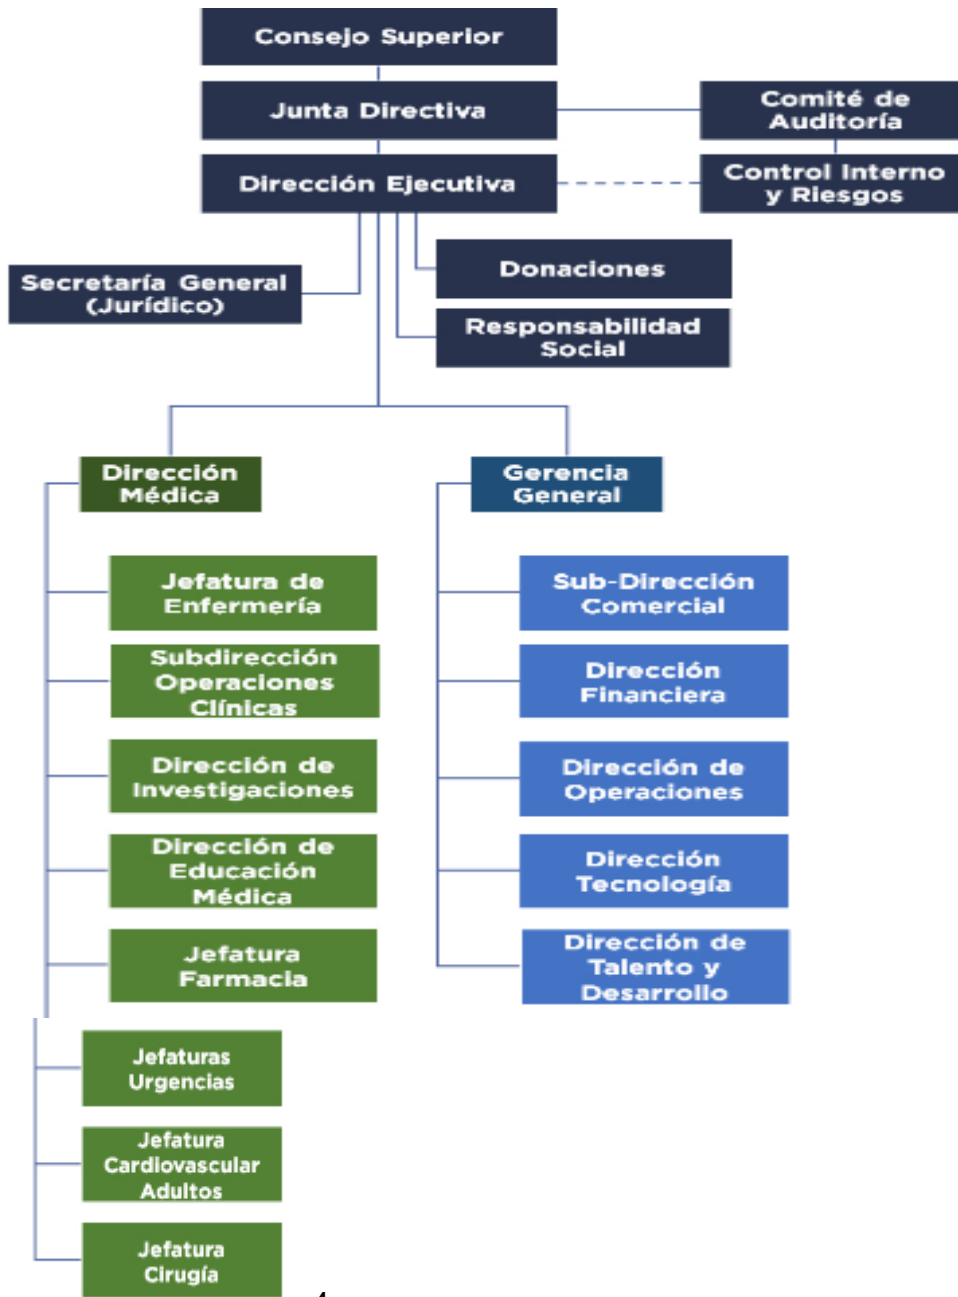 Consejo Superior
Junta Directiva
Comité de
Auditoría
Dirección Ejecutiva
Control Interno
y Riesgos
Secretaría General
(Jurídico)
Donaciones
Responsabilidad
Social
Dirección
Médica
Gerencia
General
Jefatura de
Enfermería
Subdirección
Operaciones
Clínicas
Dirección de
Investigaciones
Dirección de
Educación
Médica
Jefatura
Farmacia
Sub-Dirección
Comercial
Dirección
Financiera
Dirección de
Operaciones
Dirección
Tecnología
Dirección de
Talento y
Desarrollo
Jefaturas
Urgencias
Jefatura
Cardiovascular
Adultos
Jefatura
Cirugía